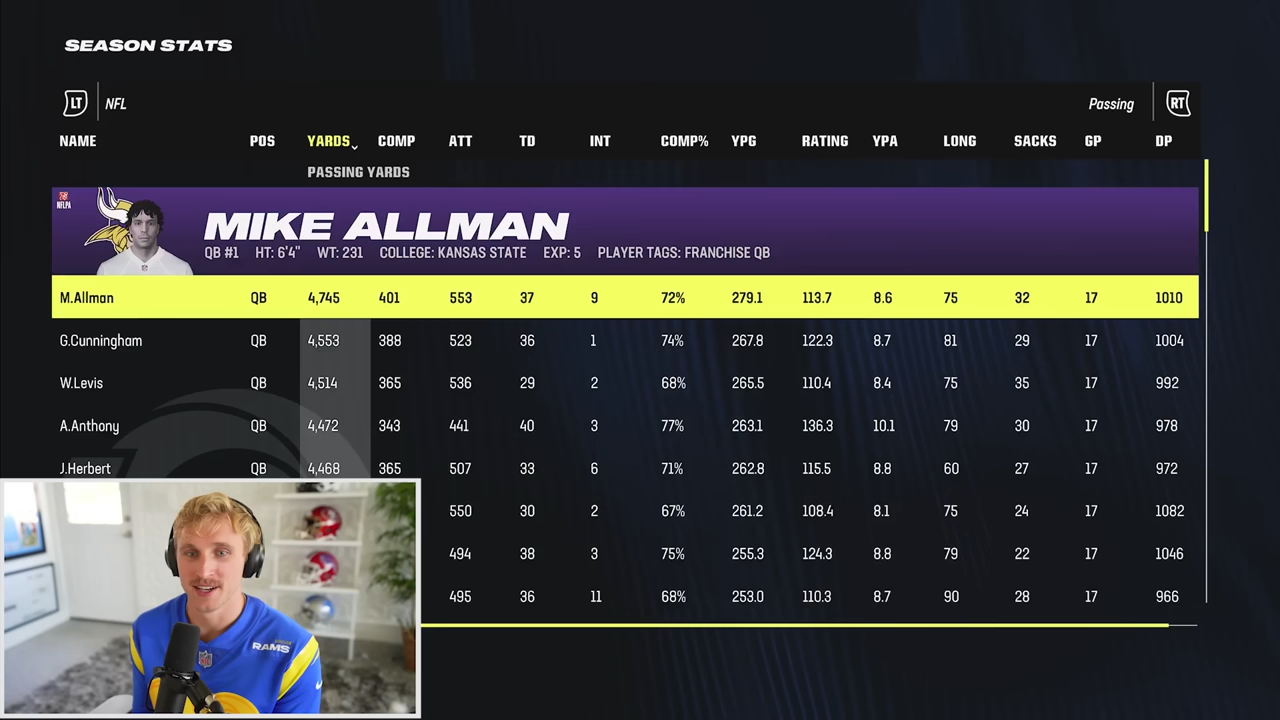 SEASON STATS
LT NFL Passing RT
NAME POS YARDS COMP ATT TD INT COMP% YPG RATING YPA LONG SACKS GP DP
PASSING YARDS
NFLPA
MIKE ALLMAN
QB #1 HT: 6'4" WT: 231 COLLEGE: KANSAS STATE EXP: 5 PLAYER TAGS: FRANCHISE QB
M.Allman QB 4,745 401 553 37 9 72% 279.1 113.7 8.6 75 32 17 1010
G.Cunningham QB 4,553 388 523 36 1 74% 267.8 122.3 8.7 81 29 17 1004
W.Levis QB 4,514 365 536 29 2 68% 265.5 110.4 8.4 75 35 17 992
A.Anthony QB 4,472 343 441 40 3 77% 263.1 136.3 10.1 79 30 17 978
J.Herbert QB 4,468 365 507 33 6 71% 262.8 115.5 8.8 60 27 17 972
550 30 2 67% 261.2 108.4 8.1 75 24 17 1082
494 38 3 75% 255.3 124.3 8.8 79 22 17 1046
495 36 11 68% 253.0 110.3 8.7 90 28 17 966
RAMS